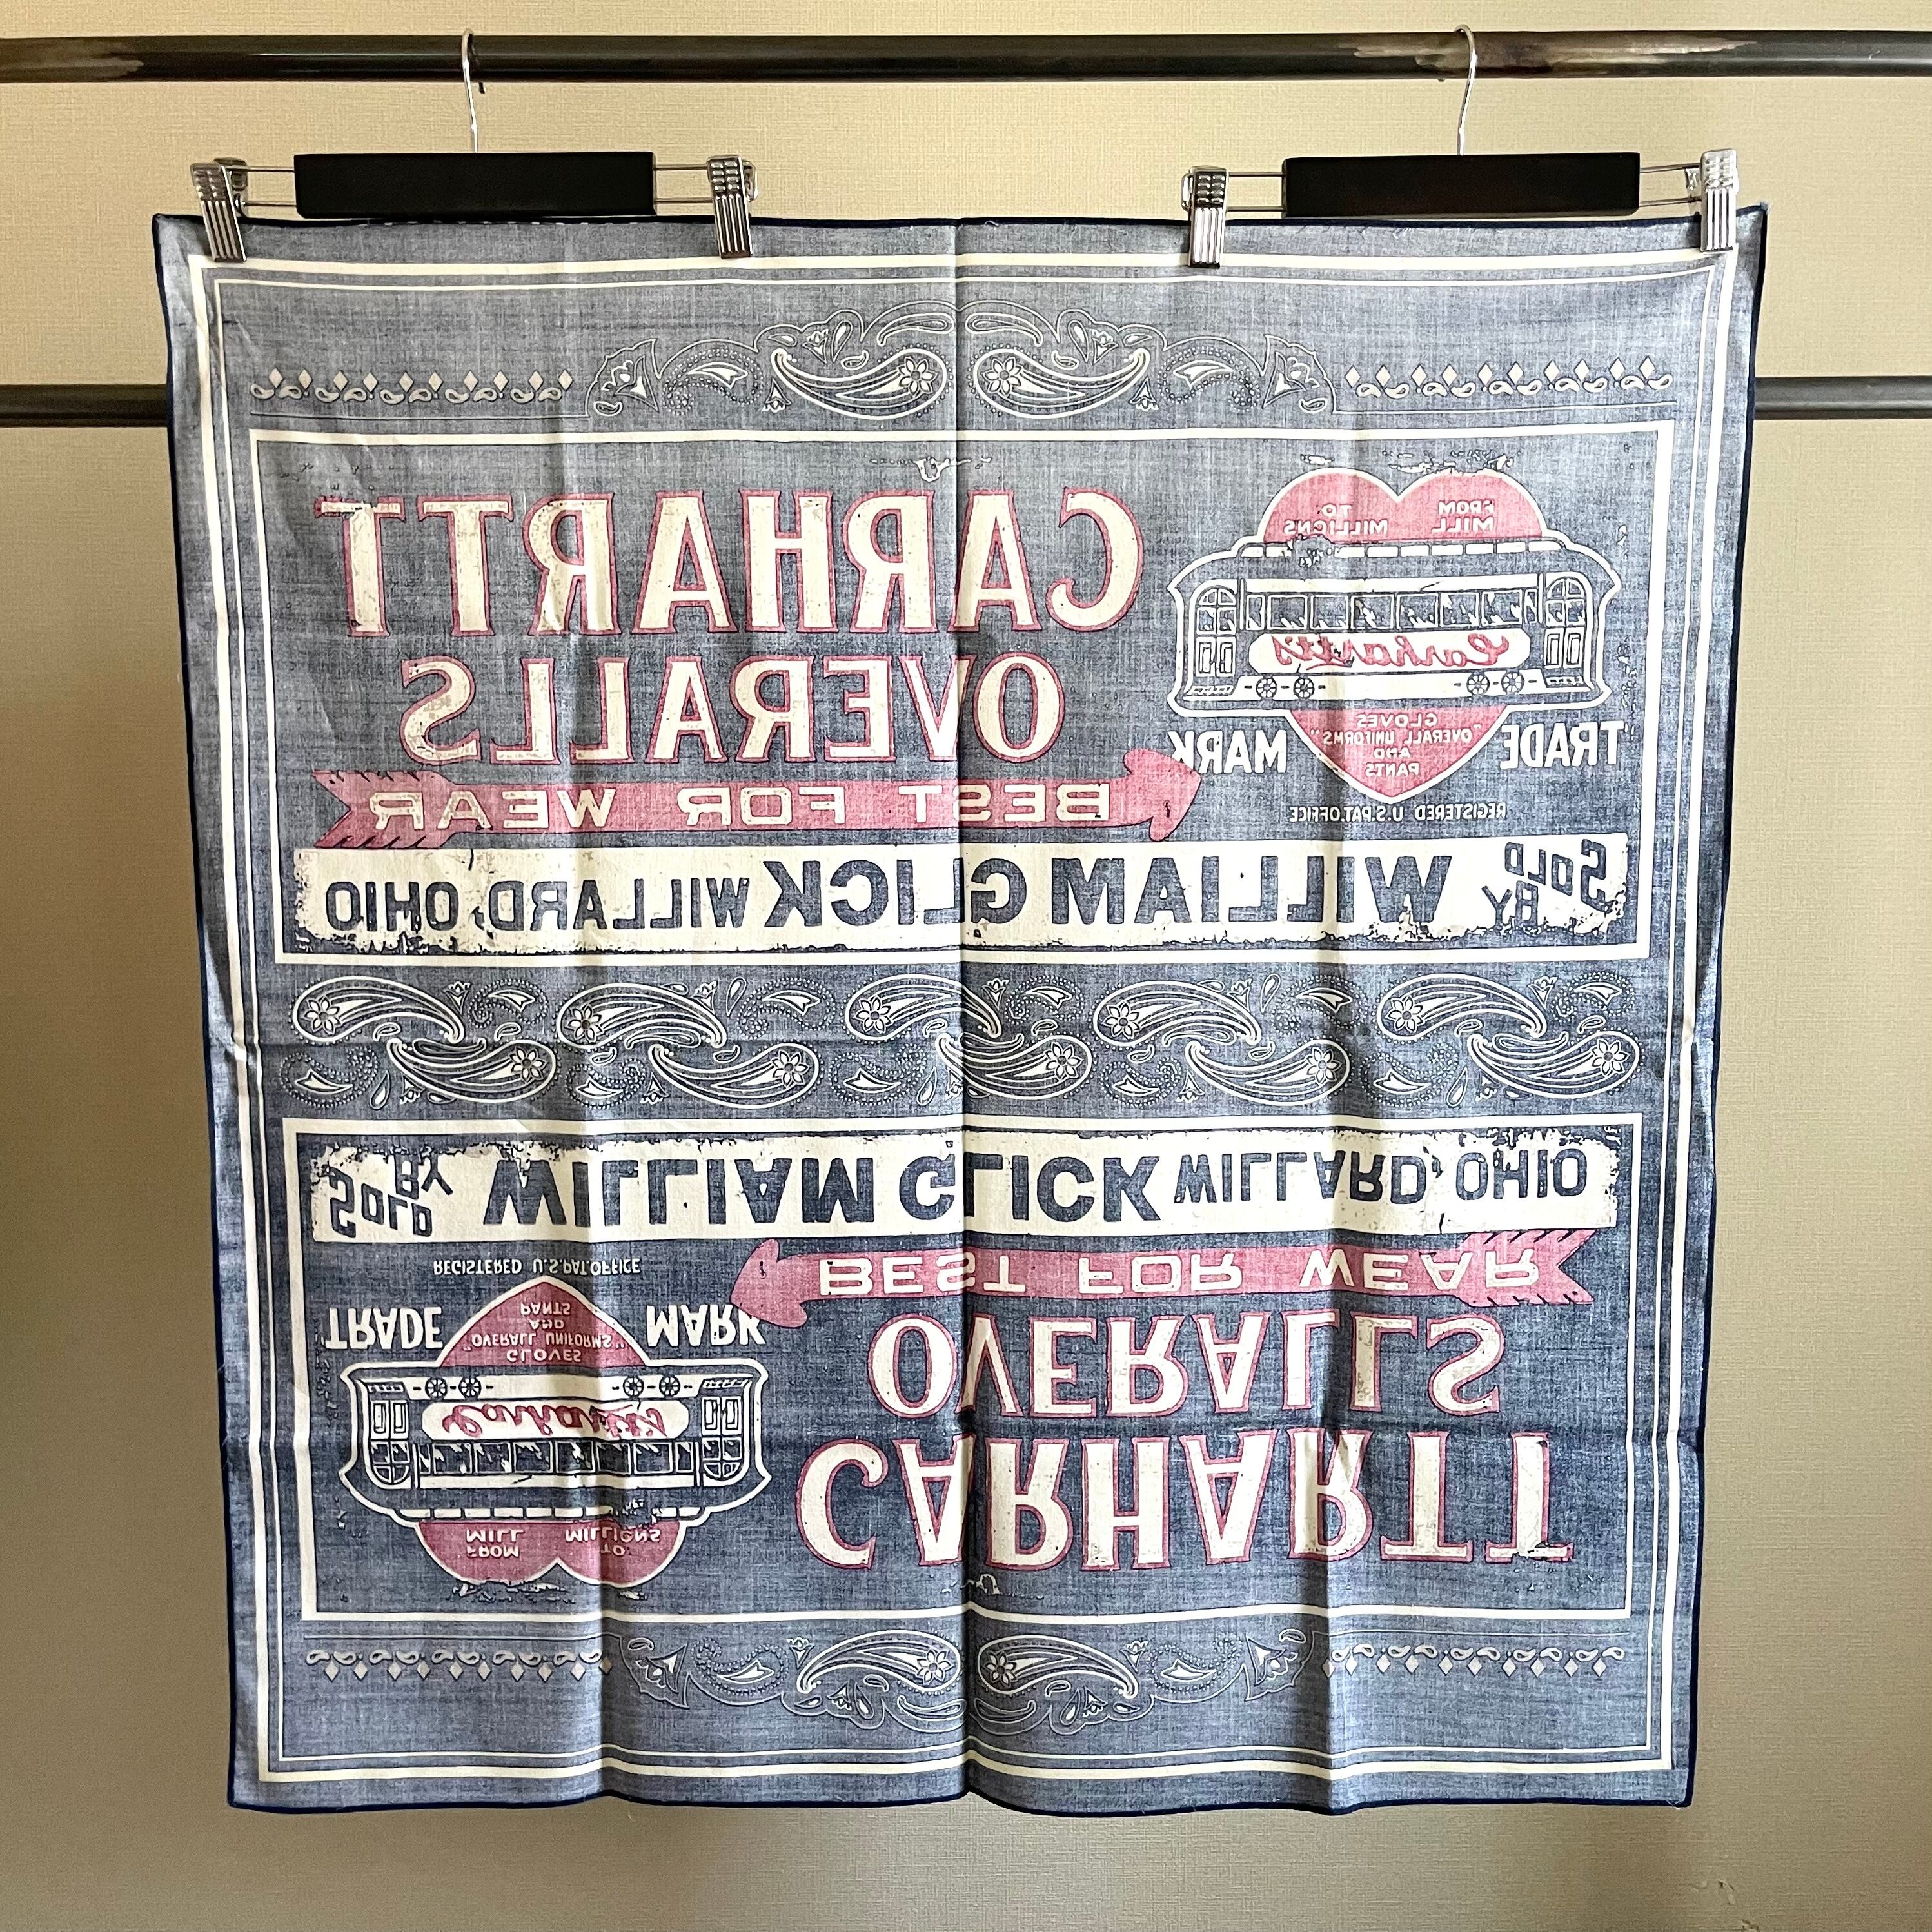 FROM MILL TO MILLIONS
CARHARTT
OVERALLS
Carhartt's
GLOVES
"OVERALL UNIFORMS"
AND
PANTS
TRADE MARK
REGISTERED U.S.PAT.OFFICE
BEST FOR WEAR
SOLD BY WILLIAM GLICK WILLARD, OHIO
SOLD BY WILLIAM GLICK WILLARD, OHIO
BEST FOR WEAR
REGISTERED U.S.PAT.OFFICE
TRADE MARK
PANTS
AND
"OVERALL UNIFORMS"
GLOVES
Carhartt's
OVERALLS
CARHARTT
FROM MILL TO MILLIONS